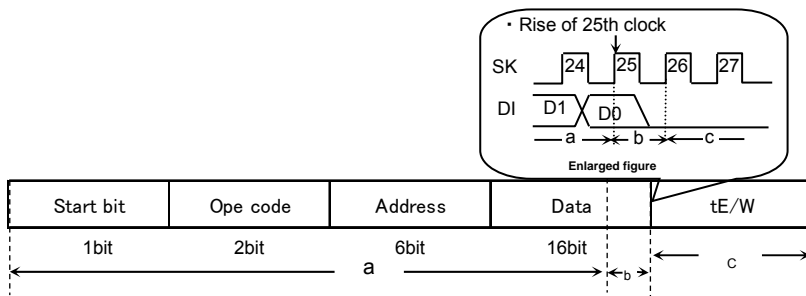 ・ Rise of 25th clock
SK 24 25 26 27
DI D1 D0
a b c
Enlarged figure
Start bit Ope code Address Data tE/W
1bit 2bit 6bit 16bit
a b C